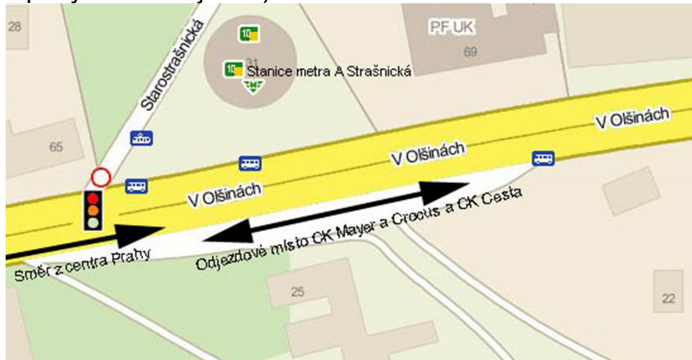 28
PF UK
69
Starostrašnická
31
Stanice metra A Strašnická
65
V Olšinách
V Olšinách
V Olšinách
Směr z centra Prahy
Odjezdové místo CK Mayer a Crocus a CK Cesta
25
22